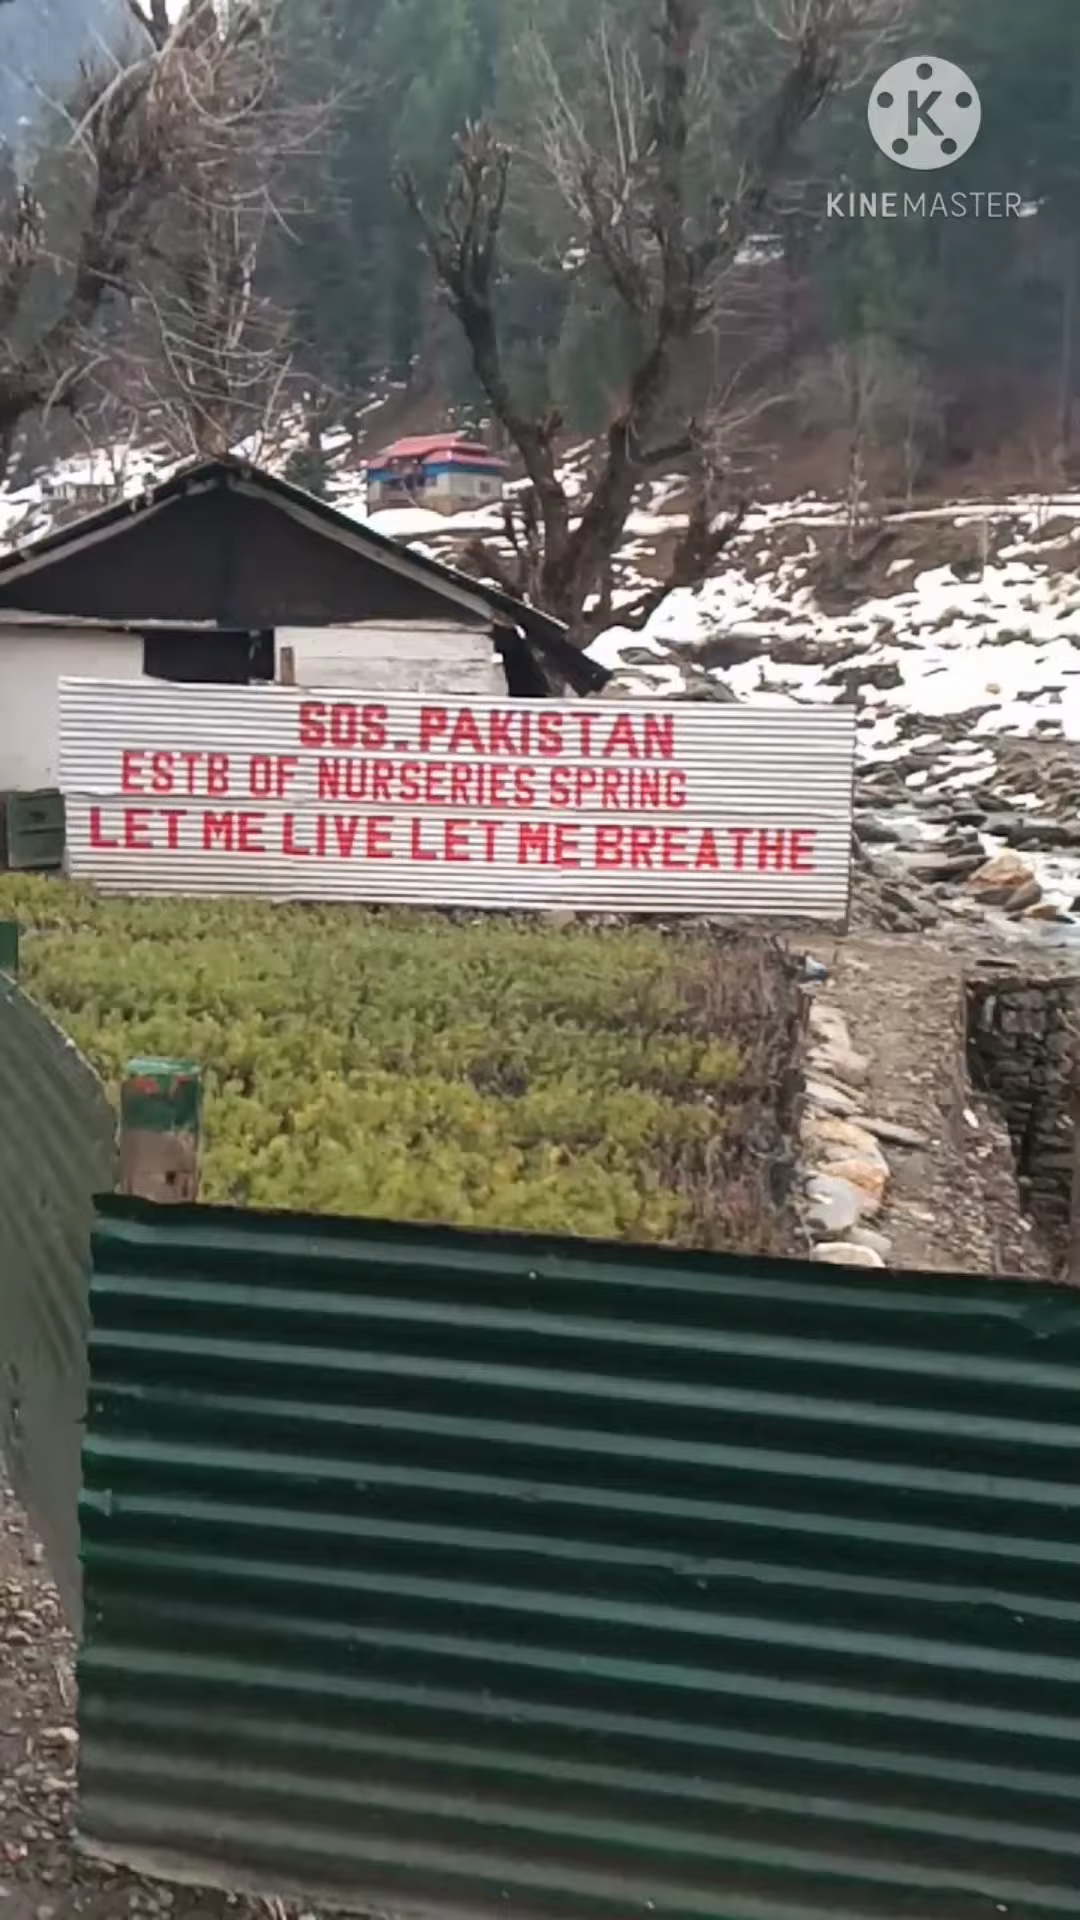 K
KINEMASTER
SOS. PAKISTAN
ESTB OF NURSERIES SPRING
LET ME LIVE LET ME BREATHE